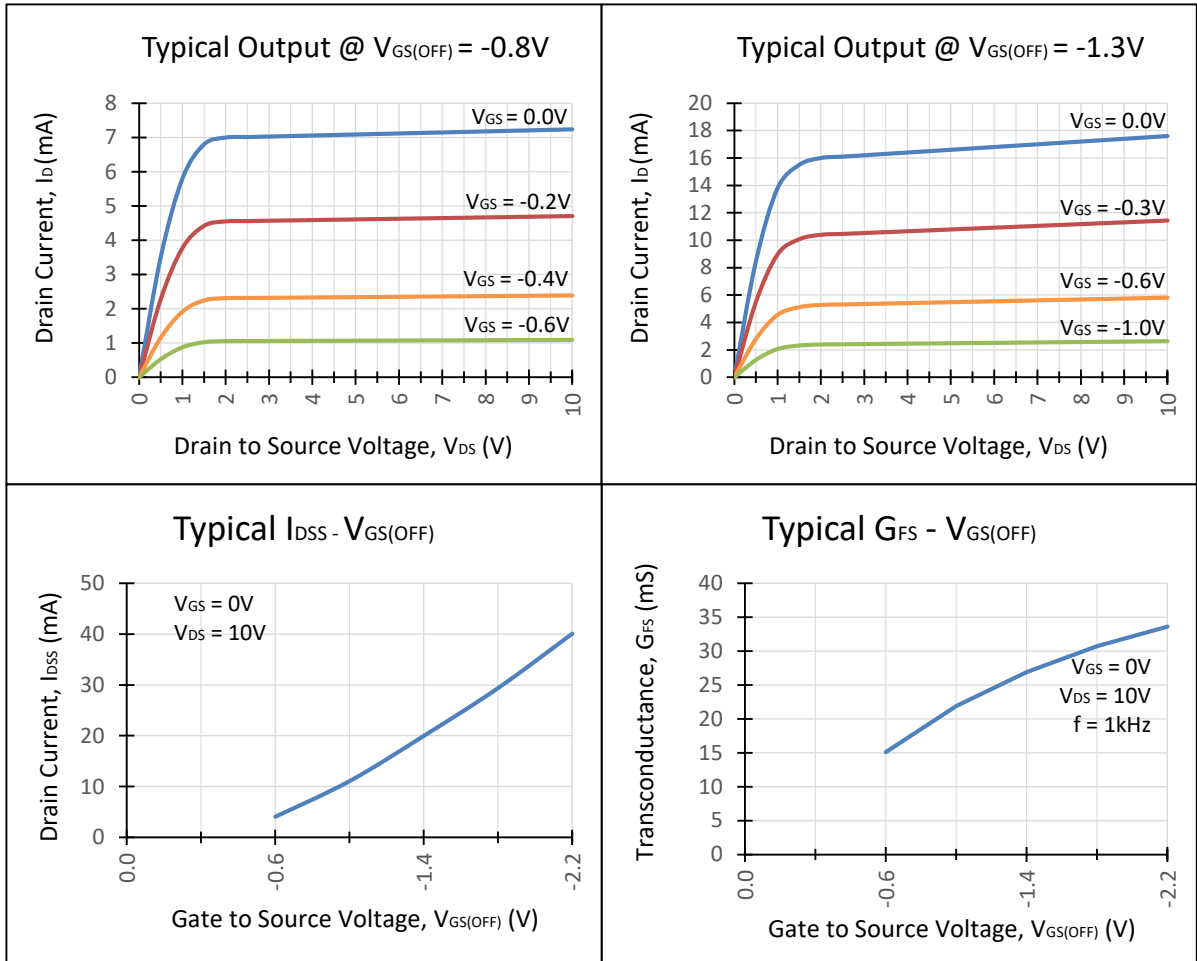 Typical Output @ VGS(OFF) = -0.8V
Drain Current, ID (mA)
8
7
6
5
4
3
2
1
0
VGS = 0.0V
VGS = -0.2V
VGS = -0.4V
VGS = -0.6V
0 1 2 3 4 5 6 7 8 9 10
Drain to Source Voltage, VDS (V)
Typical Output @ VGS(OFF) = -1.3V
Drain Current, ID (mA)
20
18
16
14
12
10
8
6
4
2
0
VGS = 0.0V
VGS = -0.3V
VGS = -0.6V
VGS = -1.0V
0 1 2 3 4 5 6 7 8 9 10
Drain to Source Voltage, VDS (V)
Typical IDSS - VGS(OFF)
Drain Current, IDSS (mA)
50
40
30
20
10
0
VGS = 0V
VDS = 10V
0.0 -0.6 -1.4 -2.2
Gate to Source Voltage, VGS(OFF) (V)
Typical GFS - VGS(OFF)
Transconductance, GFS (mS)
40
35
30
25
20
15
10
5
0
VGS = 0V
VDS = 10V
f = 1kHz
0.0 -0.6 -1.4 -2.2
Gate to Source Voltage, VGS(OFF) (V)